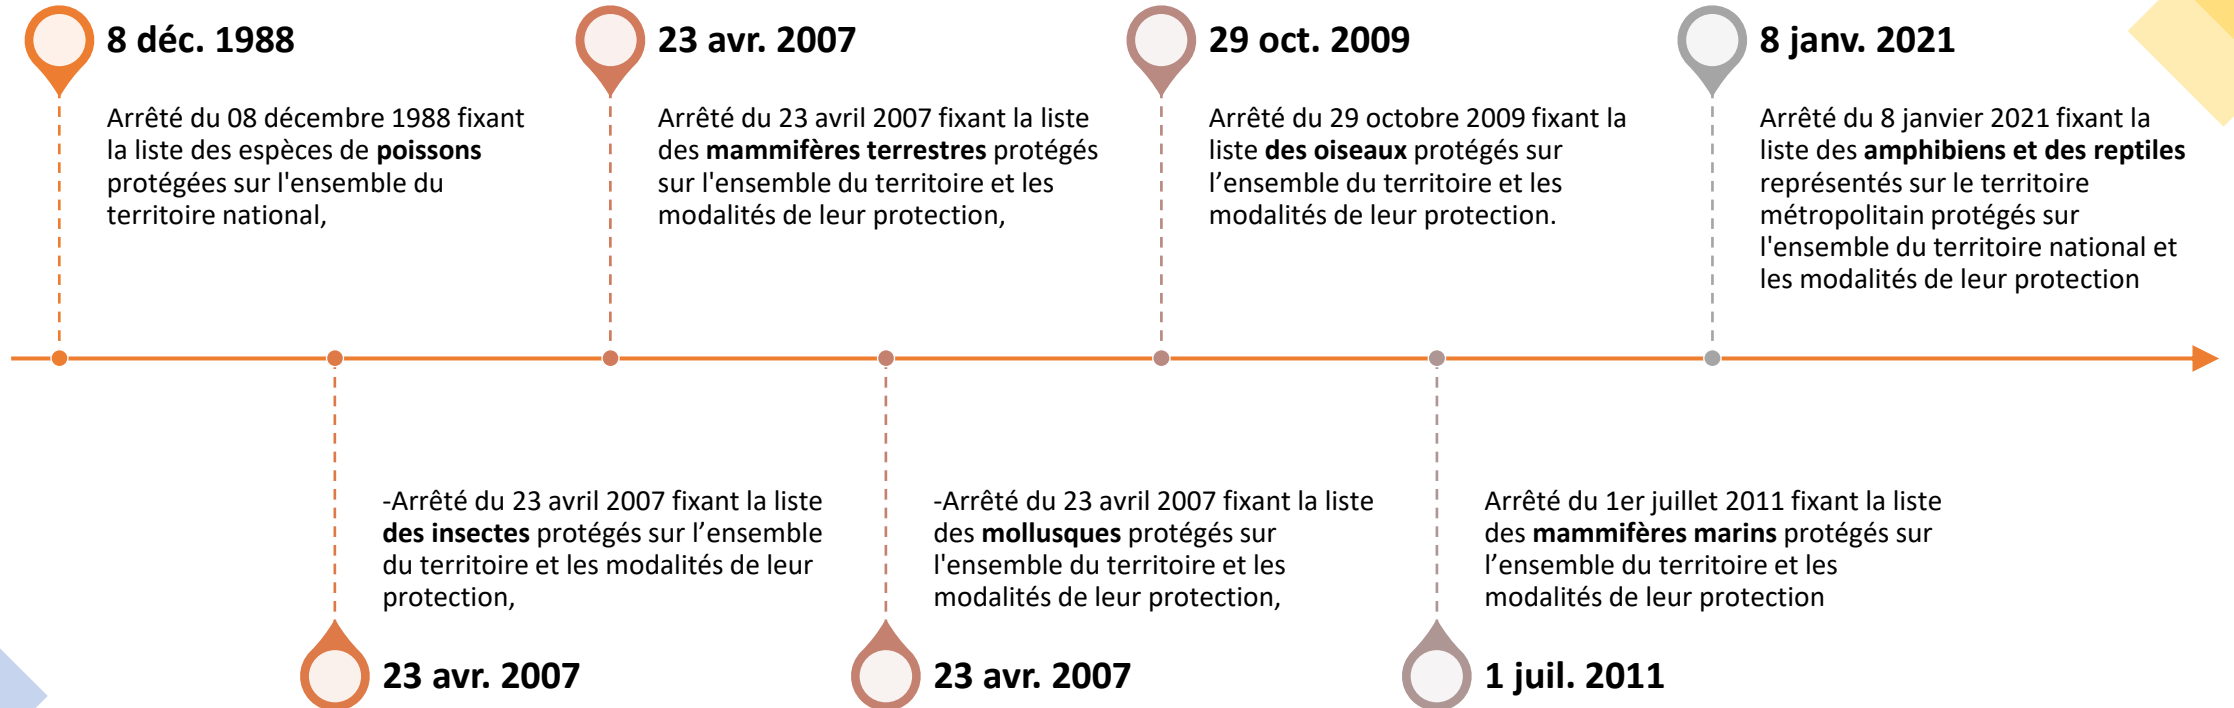 8 déc. 1988
Arrêté du 08 décembre 1988 fixant
la liste des espèces de poissons
protégées sur l'ensemble du
territoire national,
23 avr. 2007
Arrêté du 23 avril 2007 fixant la liste
des mammifères terrestres protégés
sur l'ensemble du territoire et les
modalités de leur protection,
29 oct. 2009
Arrêté du 29 octobre 2009 fixant la
liste des oiseaux protégés sur
l’ensemble du territoire et les
modalités de leur protection.
8 janv. 2021
Arrêté du 8 janvier 2021 fixant la
liste des amphibiens et des reptiles
représentés sur le territoire
métropolitain protégés sur
l'ensemble du territoire national et
les modalités de leur protection
-Arrêté du 23 avril 2007 fixant la liste
des insectes protégés sur l’ensemble
du territoire et les modalités de leur
protection,
23 avr. 2007
-Arrêté du 23 avril 2007 fixant la liste
des mollusques protégés sur
l'ensemble du territoire et les
modalités de leur protection,
23 avr. 2007
Arrêté du 1er juillet 2011 fixant la liste
des mammifères marins protégés sur
l’ensemble du territoire et les
modalités de leur protection
1 juil. 2011